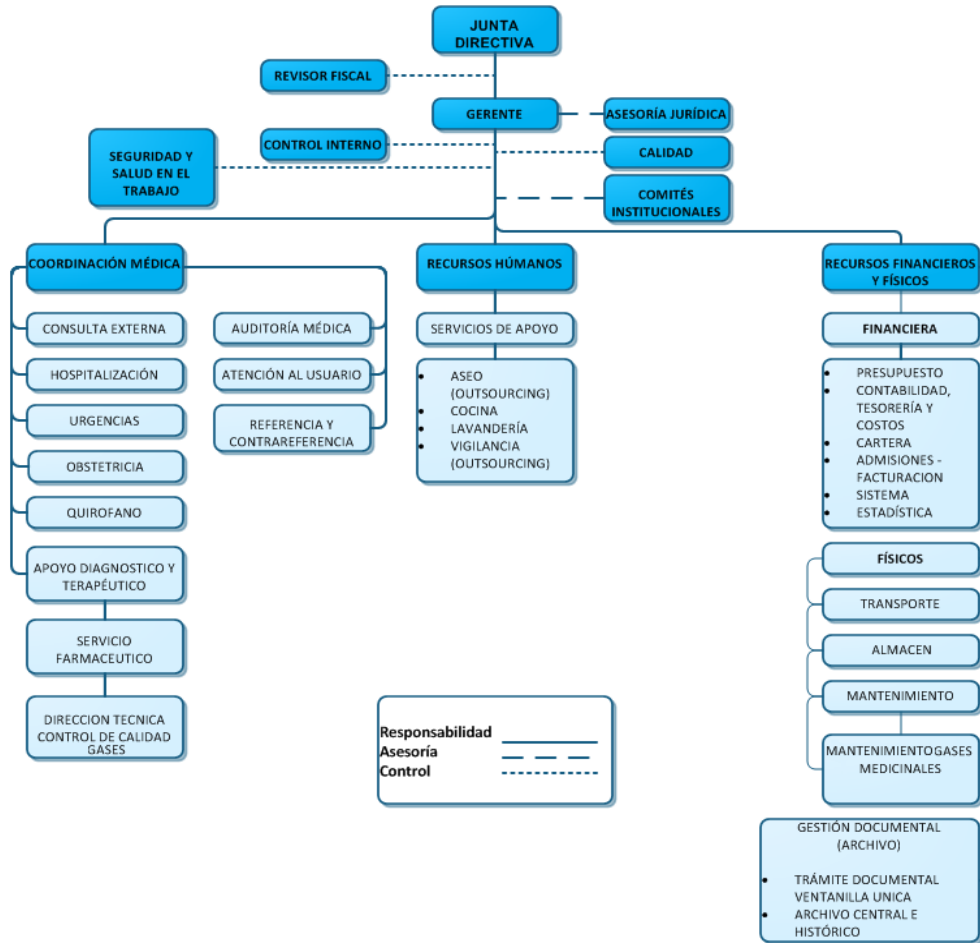 JUNTA
DIRECTIVA
REVISOR FISCAL
GERENTE
ASESORÍA JURÍDICA
CONTROL INTERNO
CALIDAD
SEGURIDAD Y
SALUD EN EL
TRABAJO
COMITÉS
INSTITUCIONALES
COORDINACIÓN MÉDICA
RECURSOS HÚMANOS
RECURSOS FINANCIEROS
Y FÍSICOS
CONSULTA EXTERNA
HOSPITALIZACIÓN
URGENCIAS
OBSTETRICIA
QUIROFANO
APOYO DIAGNOSTICO Y
TERAPÉUTICO
SERVICIO
FARMACEUTICO
DIRECCION TECNICA
CONTROL DE CALIDAD
GASES
AUDITORÍA MÉDICA
ATENCIÓN AL USUARIO
REFERENCIA Y
CONTRAREFERENCIA
SERVICIOS DE APOYO
• ASEO
(OUTSOURCING)
• COCINA
• LAVANDERÍA
• VIGILANCIA
(OUTSOURCING)
FINANCIERA
• PRESUPUESTO
• CONTABILIDAD,
TESORERÍA Y
COSTOS
• CARTERA
• ADMISIONES -
FACTURACION
• SISTEMA
• ESTADÍSTICA
FÍSICOS
TRANSPORTE
ALMACEN
MANTENIMIENTO
MANTENIMIENTO GASES
MEDICINALES
GESTIÓN DOCUMENTAL
(ARCHIVO)
• TRÁMITE DOCUMENTAL
VENTANILLA UNICA
• ARCHIVO CENTRAL E
HISTÓRICO
Responsabilidad
Asesoría
Control